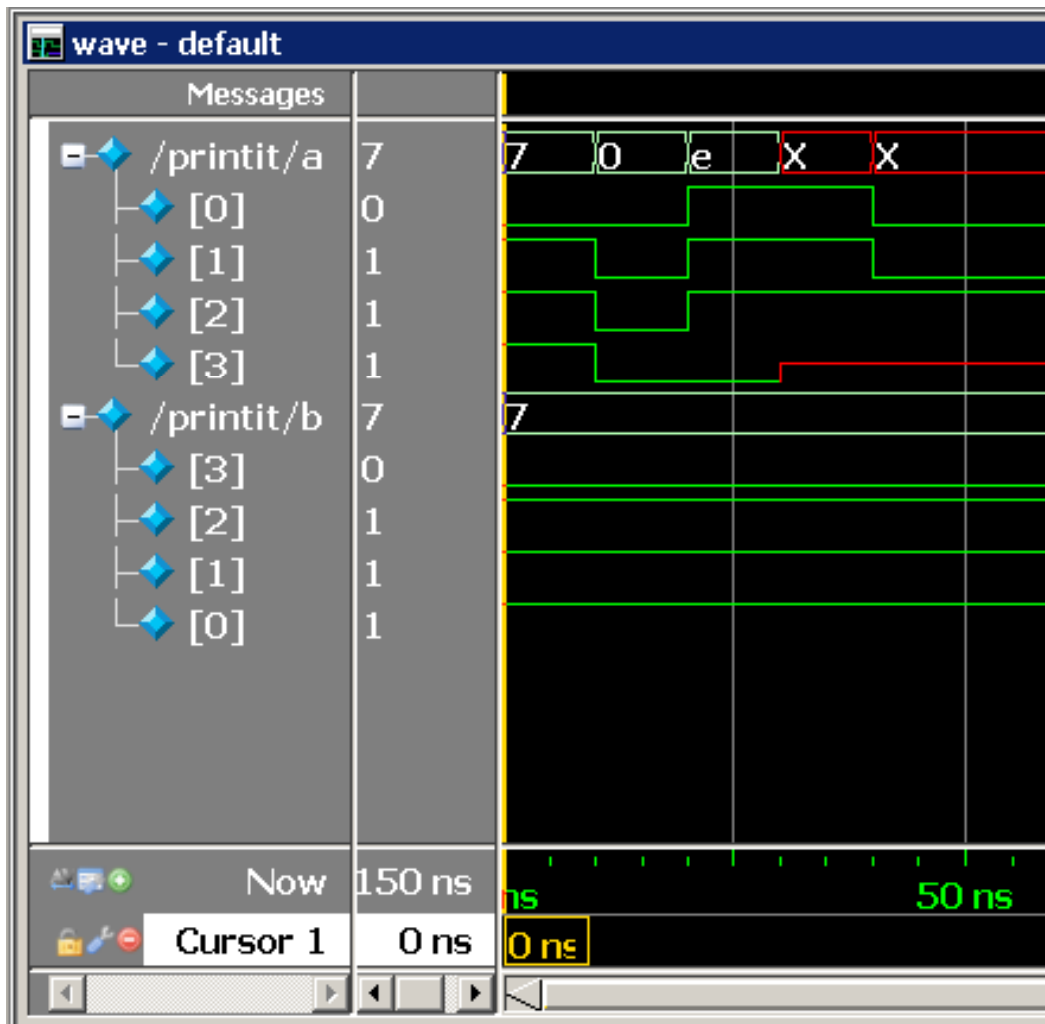 wave - default
Messages
/printit/a 7 7 0 e X X
[0] 0
[1] 1
[2] 1
[3] 1
/printit/b 7 7
[3] 0
[2] 1
[1] 1
[0] 1
Now 150 ns ns 50 ns
Cursor 1 0 ns 0 ns